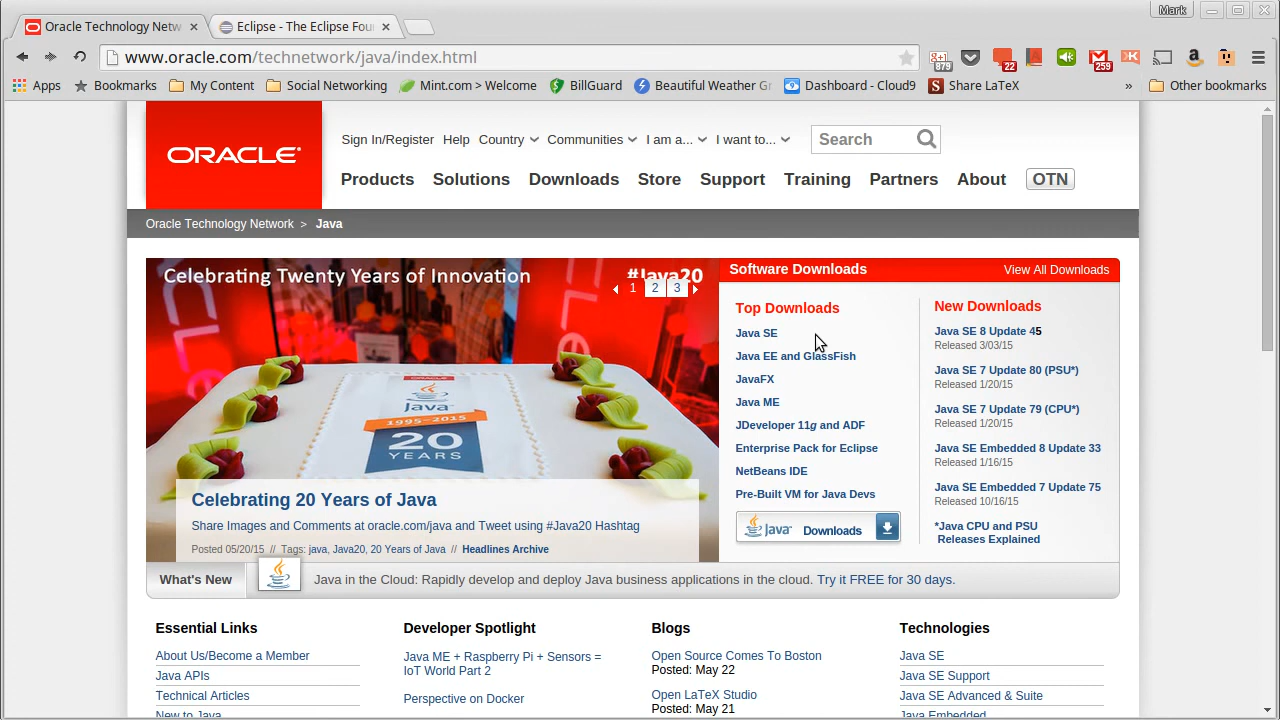 Mark
Oracle Technology Netw
Eclipse - The Eclipse Fou
www.oracle.com/technetwork/java/index.html
879
22
259
Apps
Bookmarks
My Content
Social Networking
Mint.com > Welcome
BillGuard
Beautiful Weather Gr
Dashboard - Cloud9
Share LaTeX
»
Other bookmarks
ORACLE®
Sign In/Register Help Country Communities I am a... I want to...
Search
Products Solutions Downloads Store Support Training Partners About OTN
Oracle Technology Network > Java
Celebrating Twenty Years of Innovation
#Java20
1 2 3
Java
1995-2015
20
YEARS
Celebrating 20 Years of Java
Share Images and Comments at oracle.com/java and Tweet using #Java20 Hashtag
Posted 05/20/15 // Tags: java, Java20, 20 Years of Java // Headlines Archive
Software Downloads
View All Downloads
Top Downloads
Java SE
Java EE and GlassFish
JavaFX
Java ME
JDeveloper 11g and ADF
Enterprise Pack for Eclipse
NetBeans IDE
Pre-Built VM for Java Devs
Java Downloads
New Downloads
Java SE 8 Update 45
Released 3/03/15
Java SE 7 Update 80 (PSU*)
Released 1/20/15
Java SE 7 Update 79 (CPU*)
Released 1/20/15
Java SE Embedded 8 Update 33
Released 1/16/15
Java SE Embedded 7 Update 75
Released 10/16/15
*Java CPU and PSU
Releases Explained
What's New
Java in the Cloud: Rapidly develop and deploy Java business applications in the cloud. Try it FREE for 30 days.
Essential Links
About Us/Become a Member
Java APIs
Technical Articles
New to Java
Developer Spotlight
Java ME + Raspberry Pi + Sensors =
IoT World Part 2
Perspective on Docker
Blogs
Open Source Comes To Boston
Posted: May 22
Open LaTeX Studio
Posted: May 21
Technologies
Java SE
Java SE Support
Java SE Advanced & Suite
Java Embedded